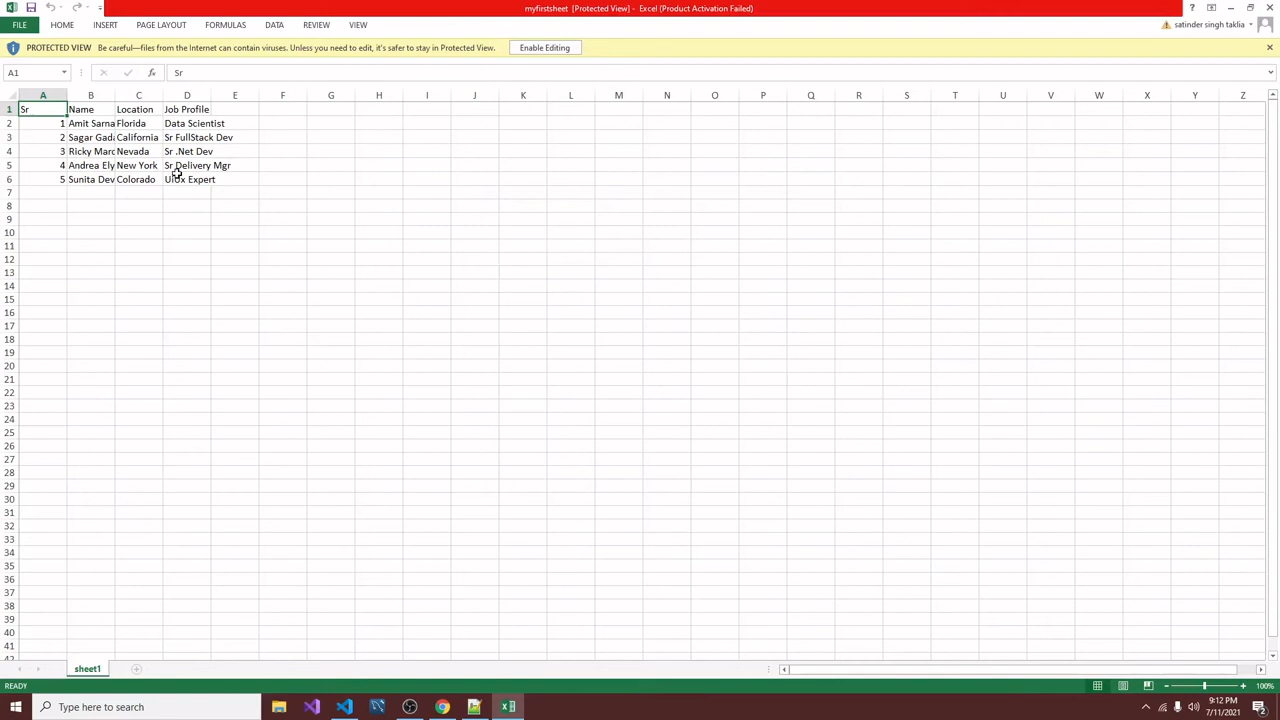 myfirstsheet [Protected View] - Excel (Product Activation Failed)
FILE HOME INSERT PAGE LAYOUT FORMULAS DATA REVIEW VIEW satinder singh taklia
PROTECTED VIEW Be careful—files from the Internet can contain viruses. Unless you need to edit, it's safer to stay in Protected View. Enable Editing
A1 fx Sr
A B C D E F G H I J K L M N O P Q R S T U V W X Y Z
1 Sr Name Location Job Profile
2 1 Amit Sarna Florida Data Scientist
3 2 Sagar Gada California Sr FullStack Dev
4 3 Ricky Marc Nevada Sr .Net Dev
5 4 Andrea Ely New York Sr Delivery Mgr
6 5 Sunita Dev Colorado Expert
7
8
9
10
11
12
13
14
15
16
17
18
19
20
21
22
23
24
25
26
27
28
29
30
31
32
33
34
35
36
37
38
39
40
41
42
sheet1
READY 100%
Type here to search 9:12 PM
7/11/2021 2